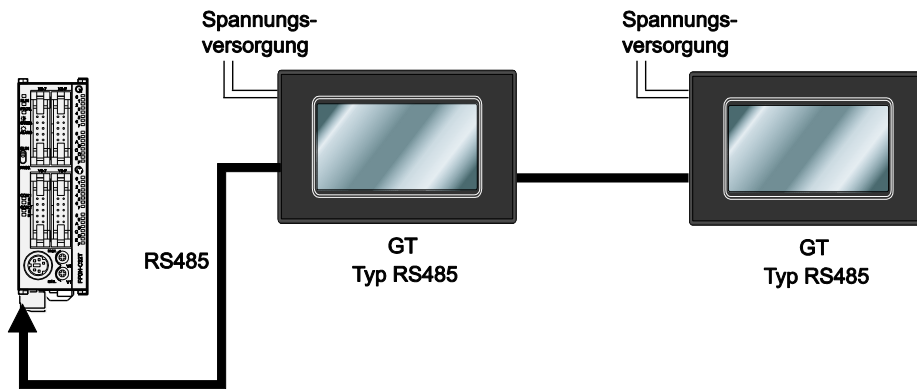 Spannungs-
versorgung
Spannungs-
versorgung
RS485
GT
Typ RS485
GT
Typ RS485